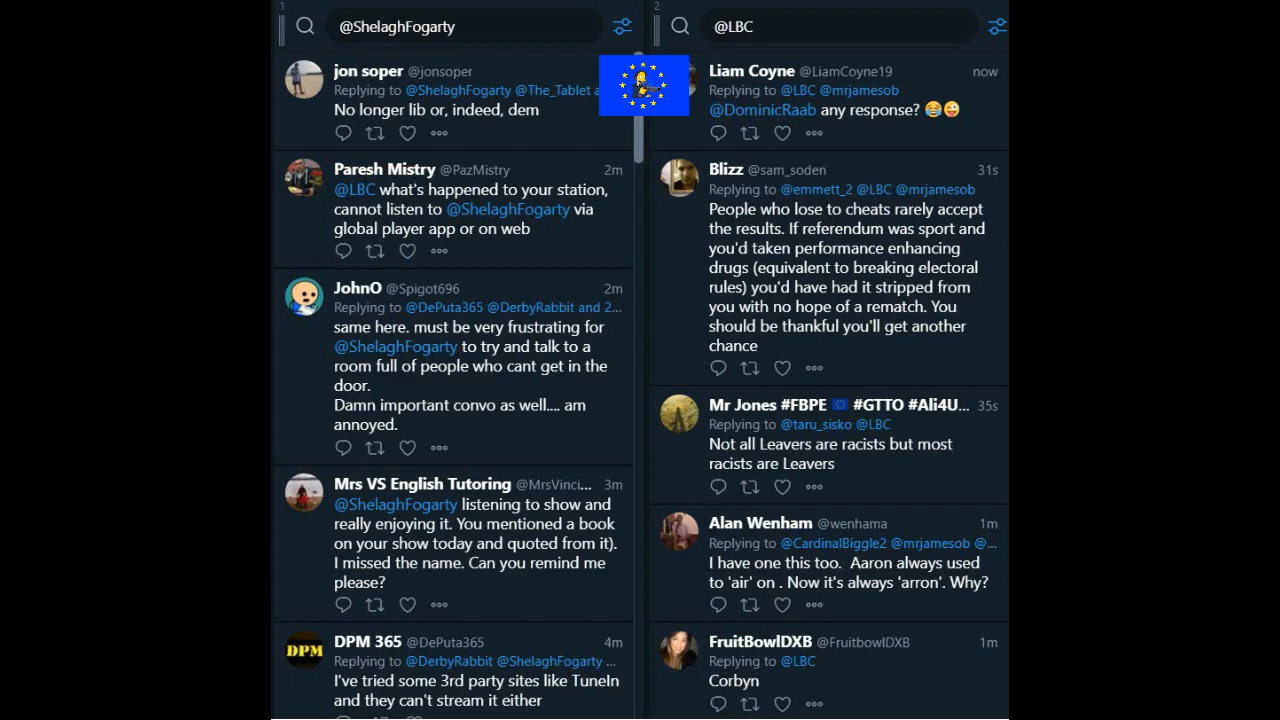 1
@ShelaghFogarty
jon soper @jonsoper
Replying to @ShelaghFogarty @The_Tablet a
No longer lib or, indeed, dem
Paresh Mistry @PazMistry 2m
@LBC what's happened to your station,
cannot listen to @ShelaghFogarty via
global player app or on web
JohnO @Spigot696 2m
Replying to @DePuta365 @DerbyRabbit and 2...
same here. must be very frustrating for
@ShelaghFogarty to try and talk to a
room full of people who cant get in the
door.
Damn important convo as well.... am
annoyed.
Mrs VS English Tutoring @MrsVinci... 3m
@ShelaghFogarty listening to show and
really enjoying it. You mentioned a book
on your show today and quoted from it).
I missed the name. Can you remind me
please?
DPM
DPM 365 @DePuta365 4m
Replying to @DerbyRabbit @ShelaghFogarty ...
I've tried some 3rd party sites like TuneIn
and they can't stream it either
2
@LBC
Liam Coyne @LiamCoyne19 now
Replying to @LBC @mrjamesob
@DominicRaab any response? 😂😜
Blizz @sam_soden 31s
Replying to @emmett_2 @LBC @mrjamesob
People who lose to cheats rarely accept
the results. If referendum was sport and
you'd taken performance enhancing
drugs (equivalent to breaking electoral
rules) you'd have had it stripped from
you with no hope of a rematch. You
should be thankful you'll get another
chance
Mr Jones #FBPE 🇪🇺 #GTTO #Ali4U... 35s
Replying to @taru_sisko @LBC
Not all Leavers are racists but most
racists are Leavers
Alan Wenham @wenhama 1m
Replying to @CardinalBiggle2 @mrjamesob @...
I have one this too.  Aaron always used
to 'air' on . Now it's always 'arron'. Why?
FruitBowlDXB @FruitbowlDXB 1m
Replying to @LBC
Corbyn